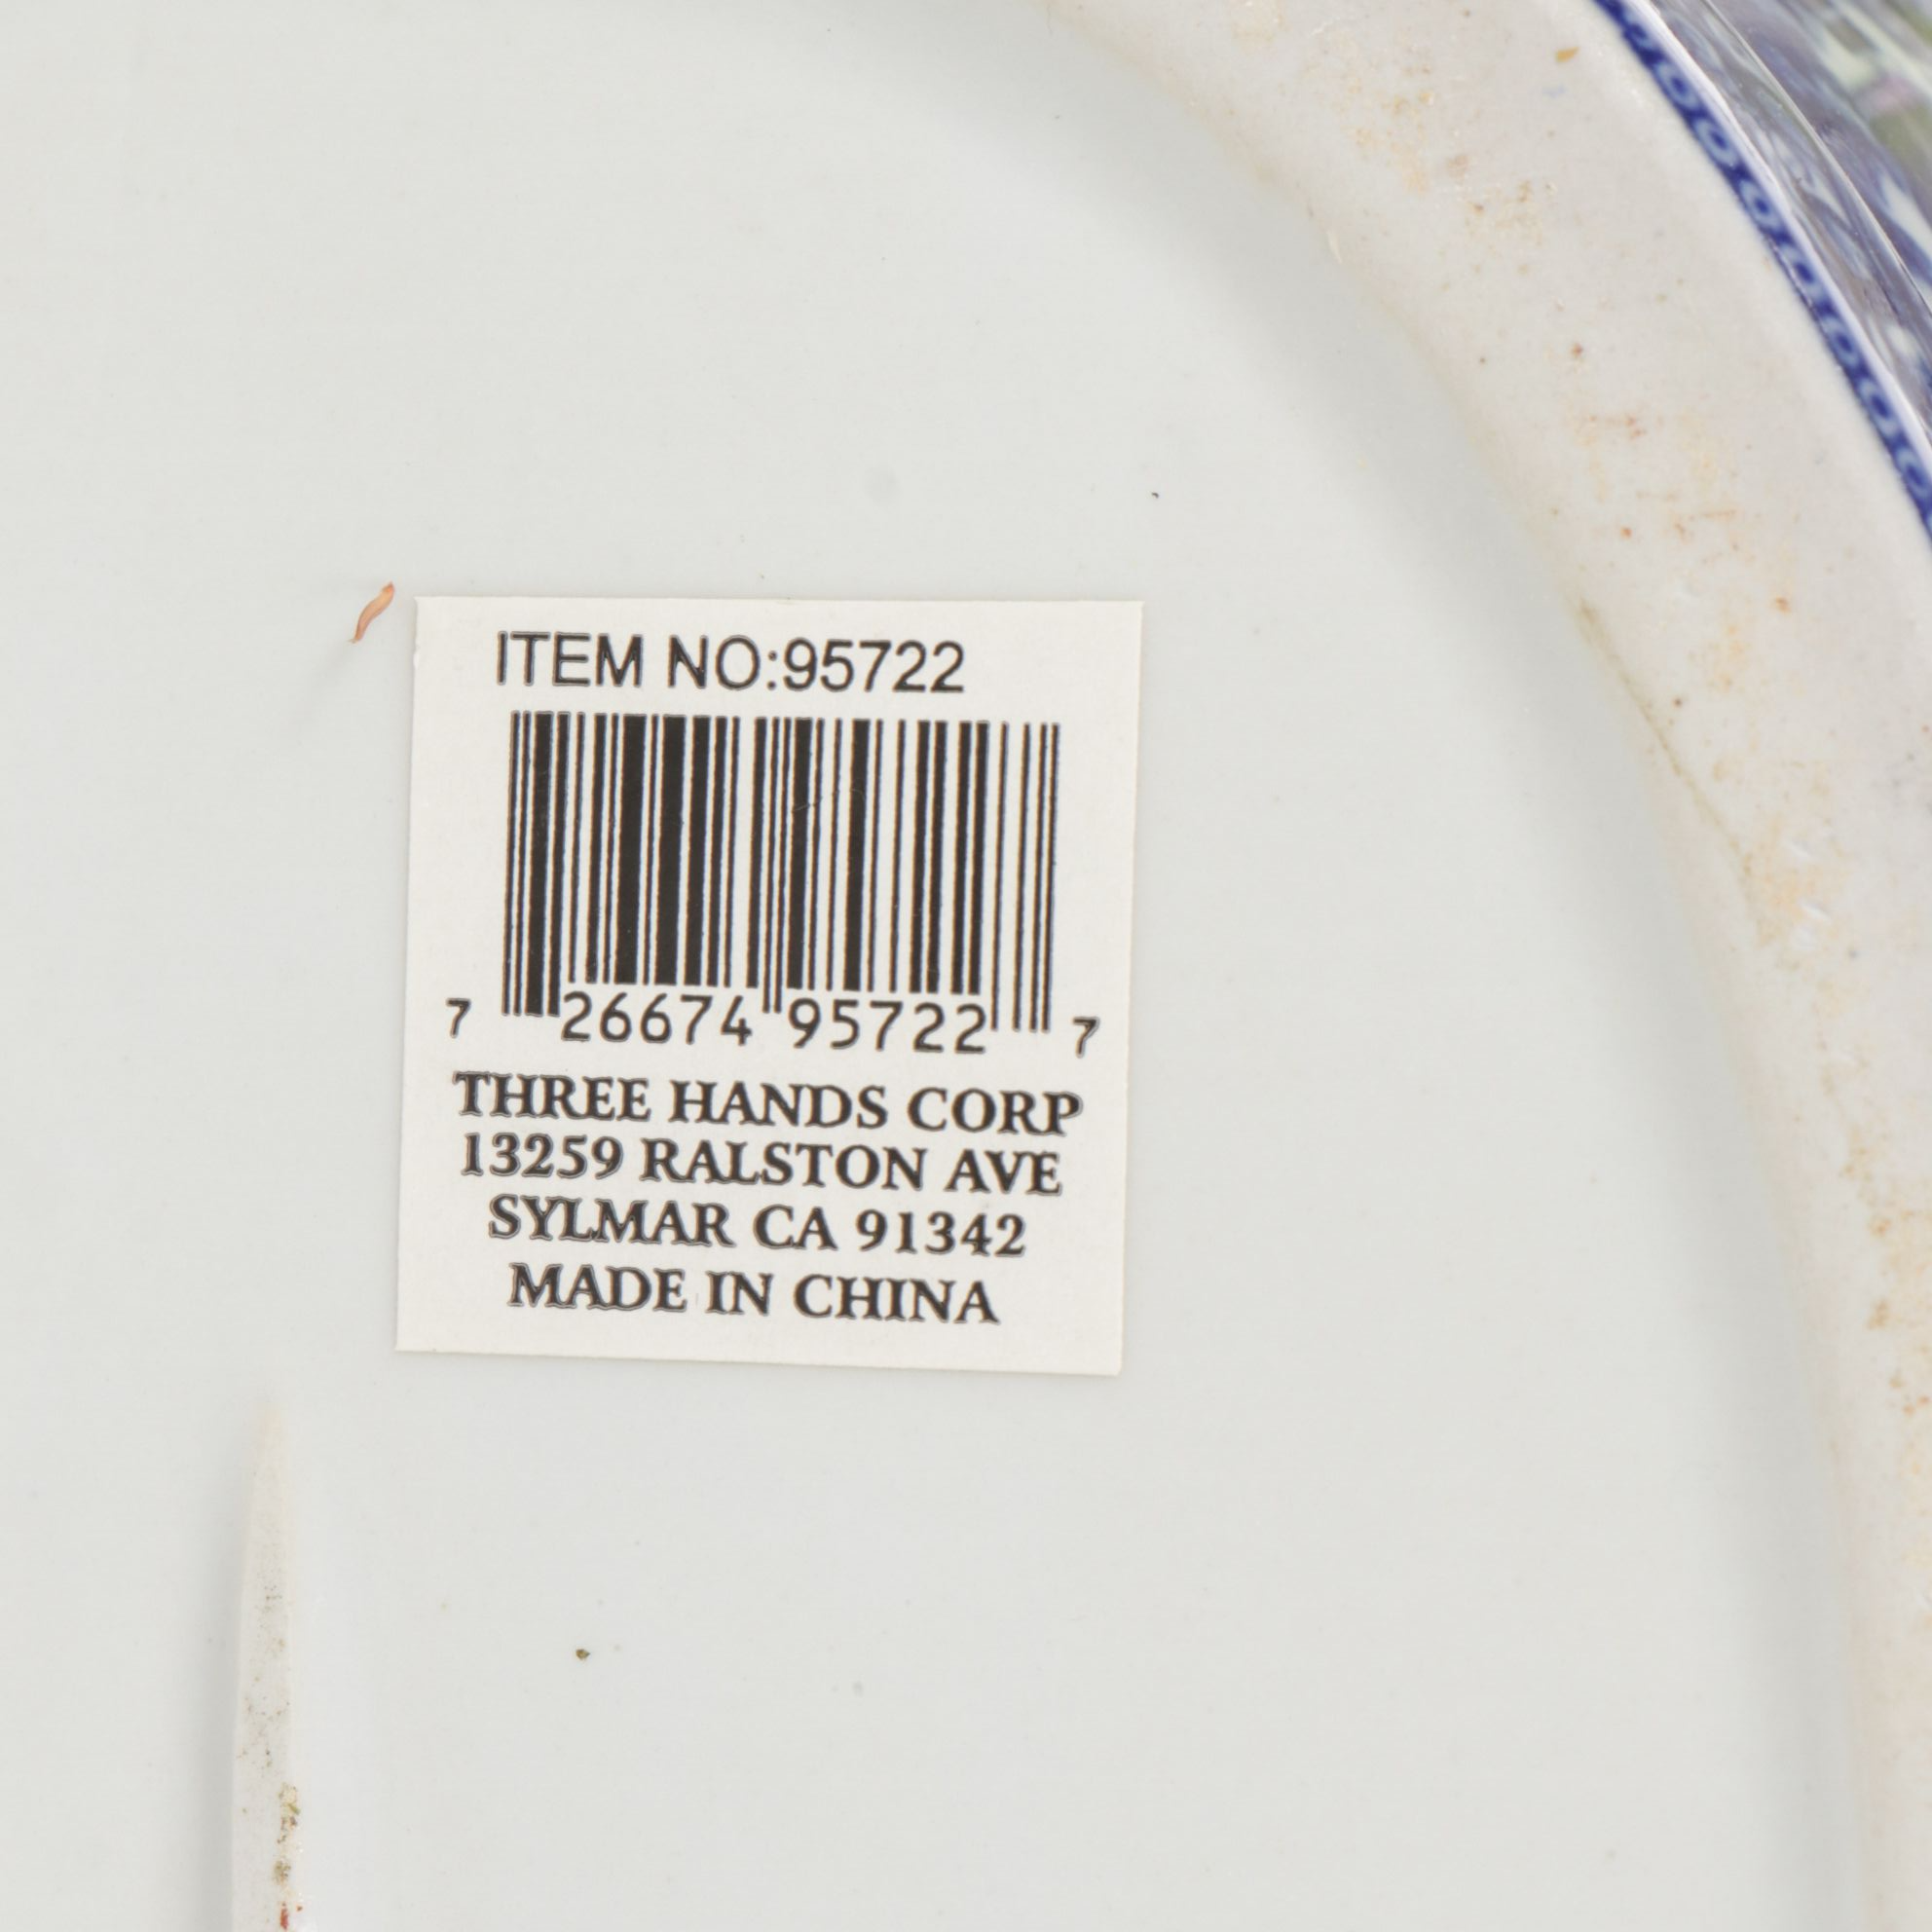 ITEM NO:95722
7 26674 95722 7
THREE HANDS CORP
13259 RALSTON AVE
SYLMAR CA 91342
MADE IN CHINA